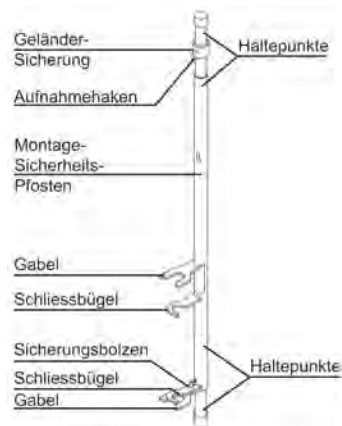 Geländer-
Sicherung
Haltepunkte
Aufnahmehaken
Montage-
Sicherheits-
Pfosten
Gabel
Schliessbügel
Sicherungsbolzen
Schliessbügel
Gabel
Haltepunkte